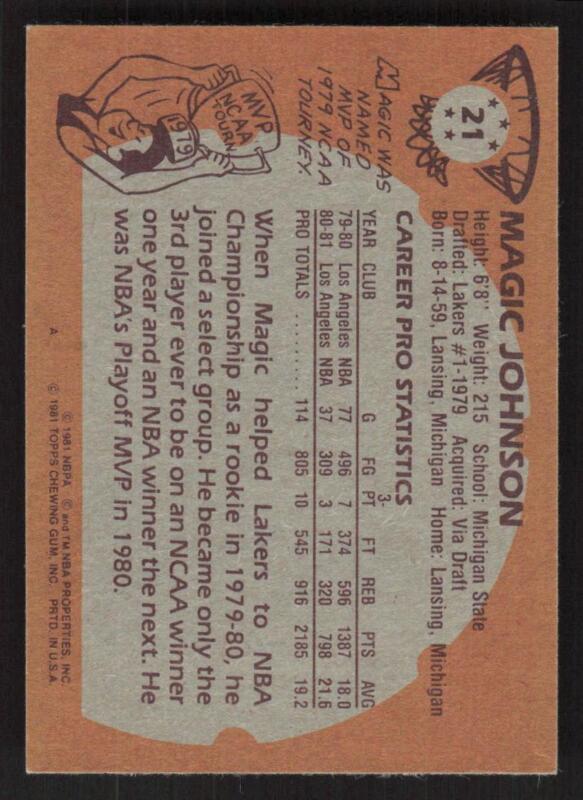 21
MAGIC JOHNSON
Height: 6'8" Weight: 215 School: Michigan State
Drafted: Lakers #1-1979 Acquired: Via Draft
Born: 8-14-59, Lansing, Michigan Home: Lansing, Michigan
CAREER PRO STATISTICS
3-
YEAR CLUB G FG PT FT REB PTS AVG
79-80 Los Angeles NBA 77 496 7 374 596 1387 18.0
80-81 Los Angeles NBA 37 309 3 171 320 798 21.6
PRO TOTALS ......... 114 805 10 545 916 2185 19.2
MAGIC WAS
NAMED
MVP OF
1979 NCAA
TOURNEY.
MVP
NCAA
TOURN.
1979
When Magic helped Lakers to NBA
Championship as a rookie in 1979-80, he
joined a select group. He became only the
3rd player ever to be on an NCAA winner
one year and an NBA winner the next. He
was NBA's Playoff MVP in 1980.
© 1981 NBPA © and TM NBA PROPERTIES, INC.
A © 1981 TOPPS CHEWING GUM, INC. PRTD. IN U.S.A.